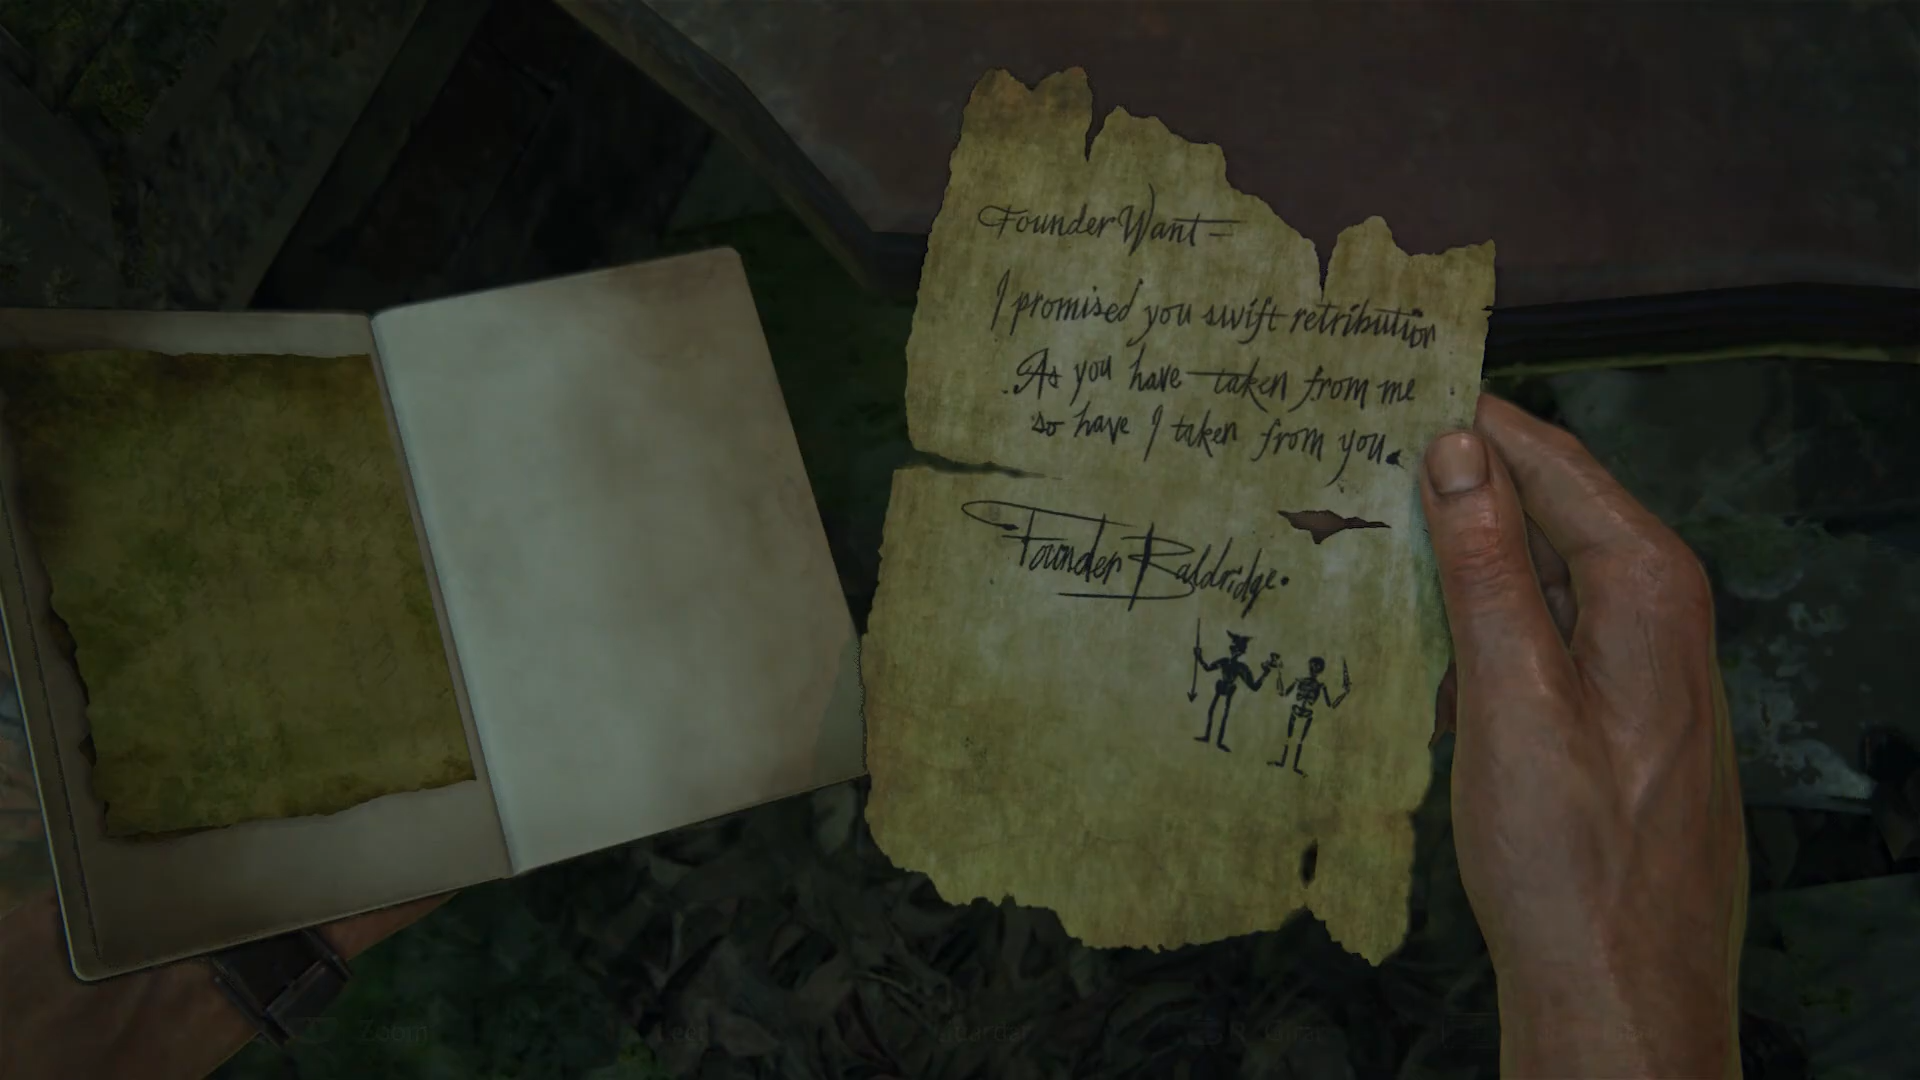 Founder Want –
I promised you swift retribution
As you have taken from me
so have I taken from you.
Founder Baldridge.
Zoom